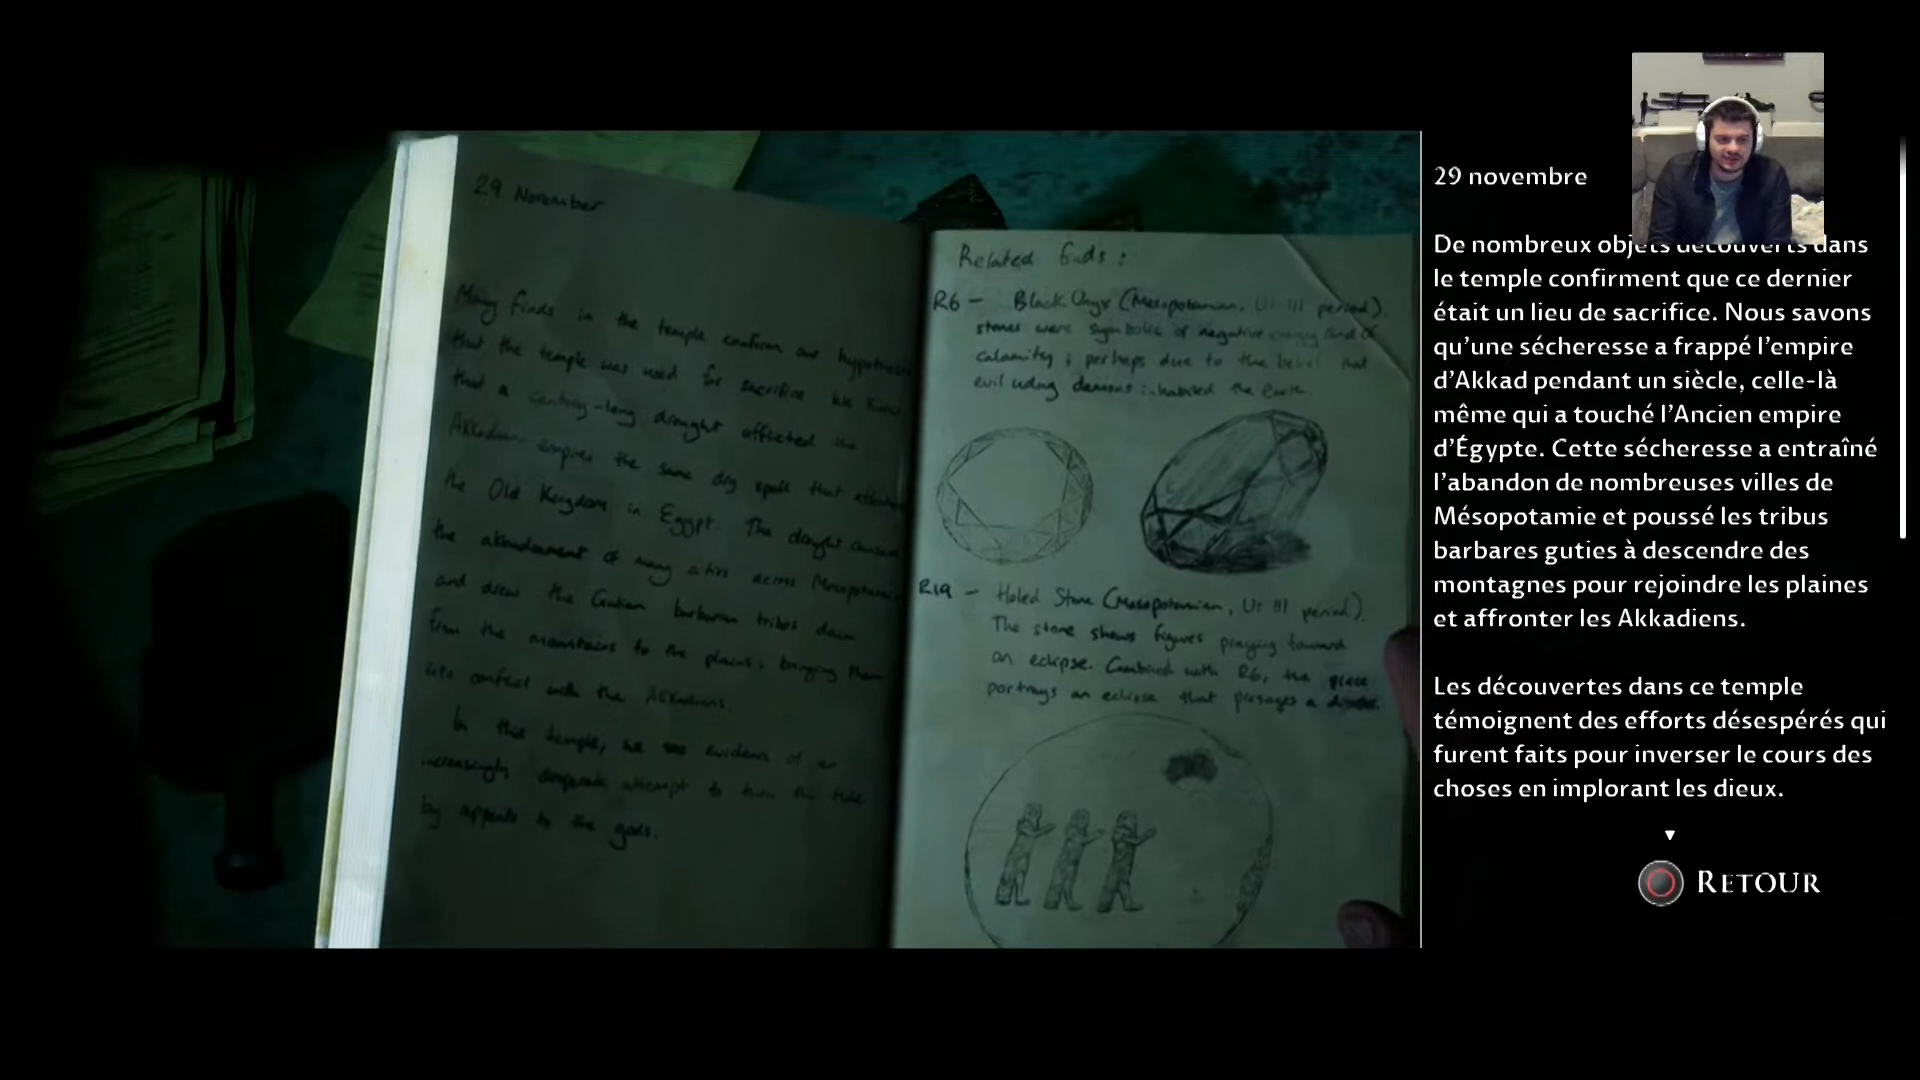 29 November
Many finds in the temple confirm our hypothesis
that the temple was used for sacrifice. We know
that a century-long drought afflicted the
Akkadian empire the same dry spell that affected
the Old Kingdom in Egypt. The drought caused
the abandonment of many cities across Mesopotamia
and drew the Gutian barbarian tribes down
from the mountains to the plains, bringing them
into conflict with the Akkadians.
In this temple, we see evidence of an
increasingly desperate attempt to turn the tide
by appeals to the gods.
Related finds:
R6 - Black Onyx (Mesopotamian, Ur III period).
stones were symbolic of negative energy and of
calamity; perhaps due to the belief that
evil demons inhabited the Earth.
R19 - Holed Stone (Mesopotamian, Ur III period).
The stone shows figures praying toward
an eclipse. Combined with R6, the piece
portrays an eclipse that presages a disaster.
29 novembre
De nombreux objets découverts dans
le temple confirment que ce dernier
était un lieu de sacrifice. Nous savons
qu'une sécheresse a frappé l'empire
d'Akkad pendant un siècle, celle-là
même qui a touché l'Ancien empire
d'Égypte. Cette sécheresse a entraîné
l'abandon de nombreuses villes de
Mésopotamie et poussé les tribus
barbares guties à descendre des
montagnes pour rejoindre les plaines
et affronter les Akkadiens.
Les découvertes dans ce temple
témoignent des efforts désespérés qui
furent faits pour inverser le cours des
choses en implorant les dieux.
RETOUR